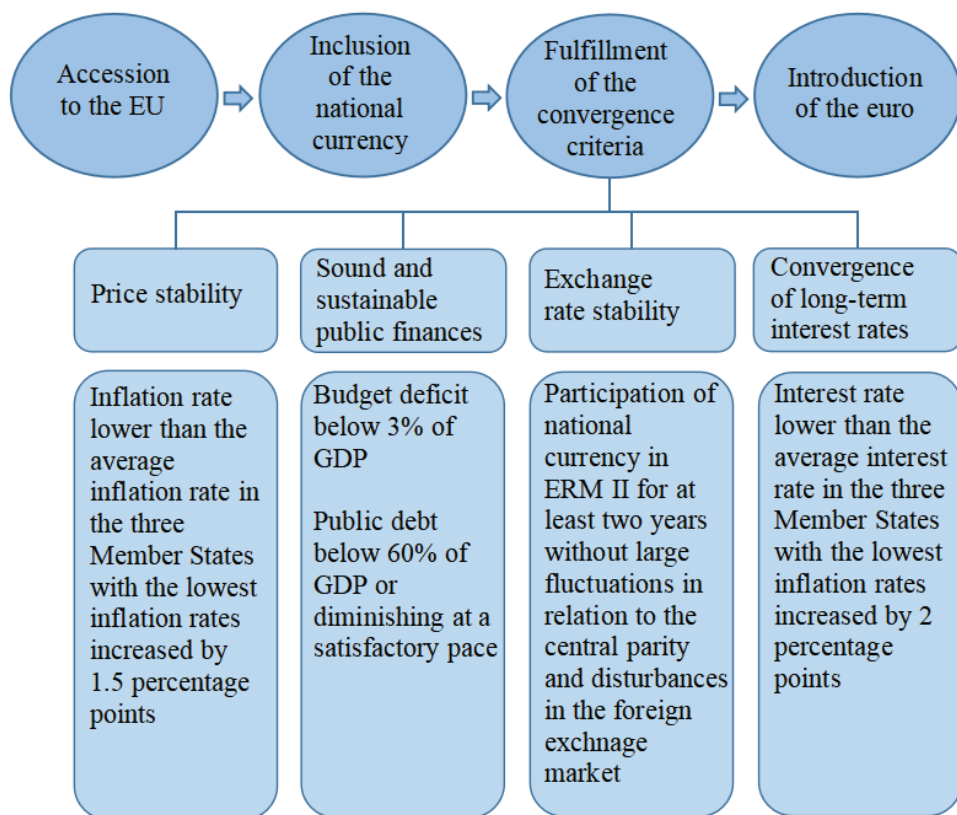 Accession
to the EU
Inclusion
of the
national
currency
Fulfillment
of the
convergence
criteria
Introduction
of the euro
Price stability
Sound and
sustainable
public finances
Exchange
rate stability
Convergence
of long-term
interest rates
Inflation rate
lower than the
average
inflation rate in
the three
Member States
with the lowest
inflation rates
increased by
1.5 percentage
points
Budget deficit
below 3% of
GDP
Public debt
below 60% of
GDP or
diminishing at a
satisfactory pace
Participation of
national
currency in
ERM II for at
least two years
without large
fluctuations in
relation to the
central parity
and disturbances
in the foreign
exchnage
market
Interest rate
lower than the
average interest
rate in the three
Member States
with the lowest
inflation rates
increased by 2
percentage
points